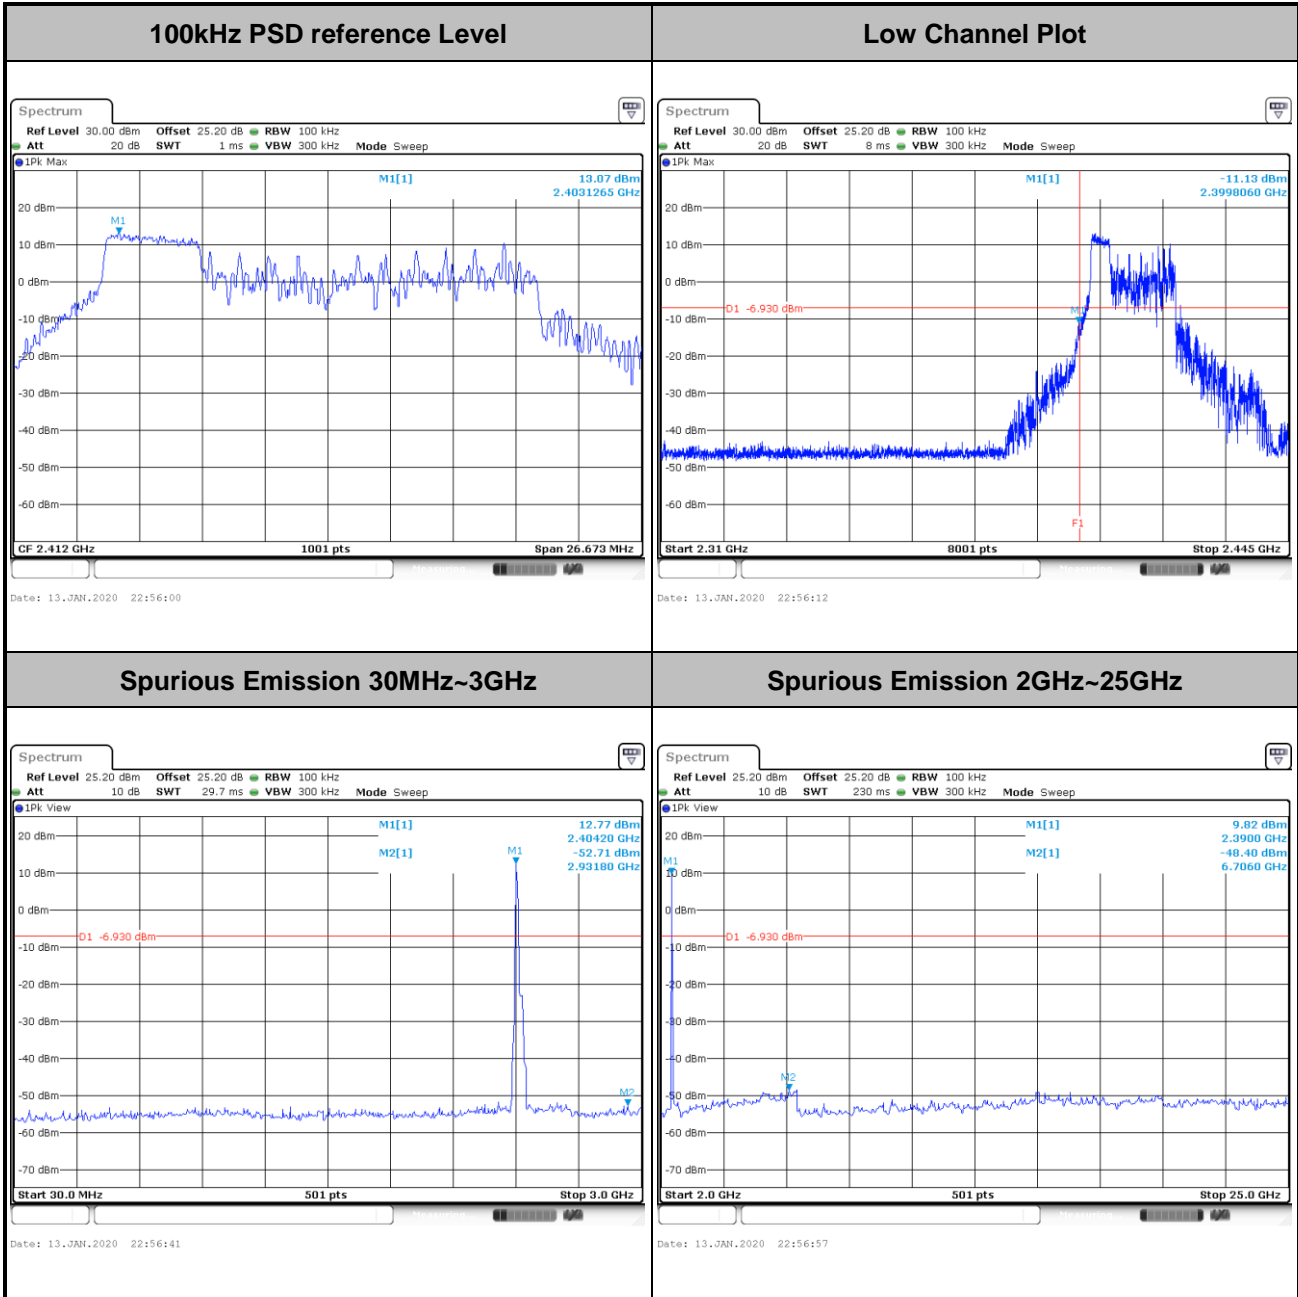 100kHz PSD reference Level
Spectrum
Ref Level 30.00 dBm Offset 25.20 dB RBW 100 kHz
Att 20 dB SWT 1 ms VBW 300 kHz Mode Sweep
1Pk Max
M1[1] 13.07 dBm
2.4031265 GHz
20 dBm
M1
10 dBm
0 dBm
-10 dBm
-20 dBm
-30 dBm
-40 dBm
-50 dBm
-60 dBm
CF 2.412 GHz 1001 pts Span 26.673 MHz
Measuring
Date: 13.JAN.2020 22:56:00
Low Channel Plot
Spectrum
Ref Level 30.00 dBm Offset 25.20 dB RBW 100 kHz
Att 20 dB SWT 8 ms VBW 300 kHz Mode Sweep
1Pk Max
M1[1] -11.13 dBm
2.3998060 GHz
20 dBm
10 dBm
0 dBm
D1 -6.930 dBm
M1
-10 dBm
-20 dBm
-30 dBm
-40 dBm
-50 dBm
-60 dBm
F1
Start 2.31 GHz 8001 pts Stop 2.445 GHz
Measuring
Date: 13.JAN.2020 22:56:12
Spurious Emission 30MHz~3GHz
Spectrum
Ref Level 25.20 dBm Offset 25.20 dB RBW 100 kHz
Att 10 dB SWT 29.7 ms VBW 300 kHz Mode Sweep
1Pk View
M1[1] 12.77 dBm
2.40420 GHz
M2[1] -52.71 dBm
2.93180 GHz
20 dBm
M1
10 dBm
0 dBm
D1 -6.930 dBm
-10 dBm
-20 dBm
-30 dBm
-40 dBm
-50 dBm
M2
-60 dBm
-70 dBm
Start 30.0 MHz 501 pts Stop 3.0 GHz
Measuring
Date: 13.JAN.2020 22:56:41
Spurious Emission 2GHz~25GHz
Spectrum
Ref Level 25.20 dBm Offset 25.20 dB RBW 100 kHz
Att 10 dB SWT 230 ms VBW 300 kHz Mode Sweep
1Pk View
M1[1] 9.82 dBm
2.3900 GHz
M2[1] -48.40 dBm
6.7060 GHz
20 dBm
M1
10 dBm
0 dBm
D1 -6.930 dBm
-10 dBm
-20 dBm
-30 dBm
-40 dBm
M2
-50 dBm
-60 dBm
-70 dBm
Start 2.0 GHz 501 pts Stop 25.0 GHz
Measuring
Date: 13.JAN.2020 22:56:57